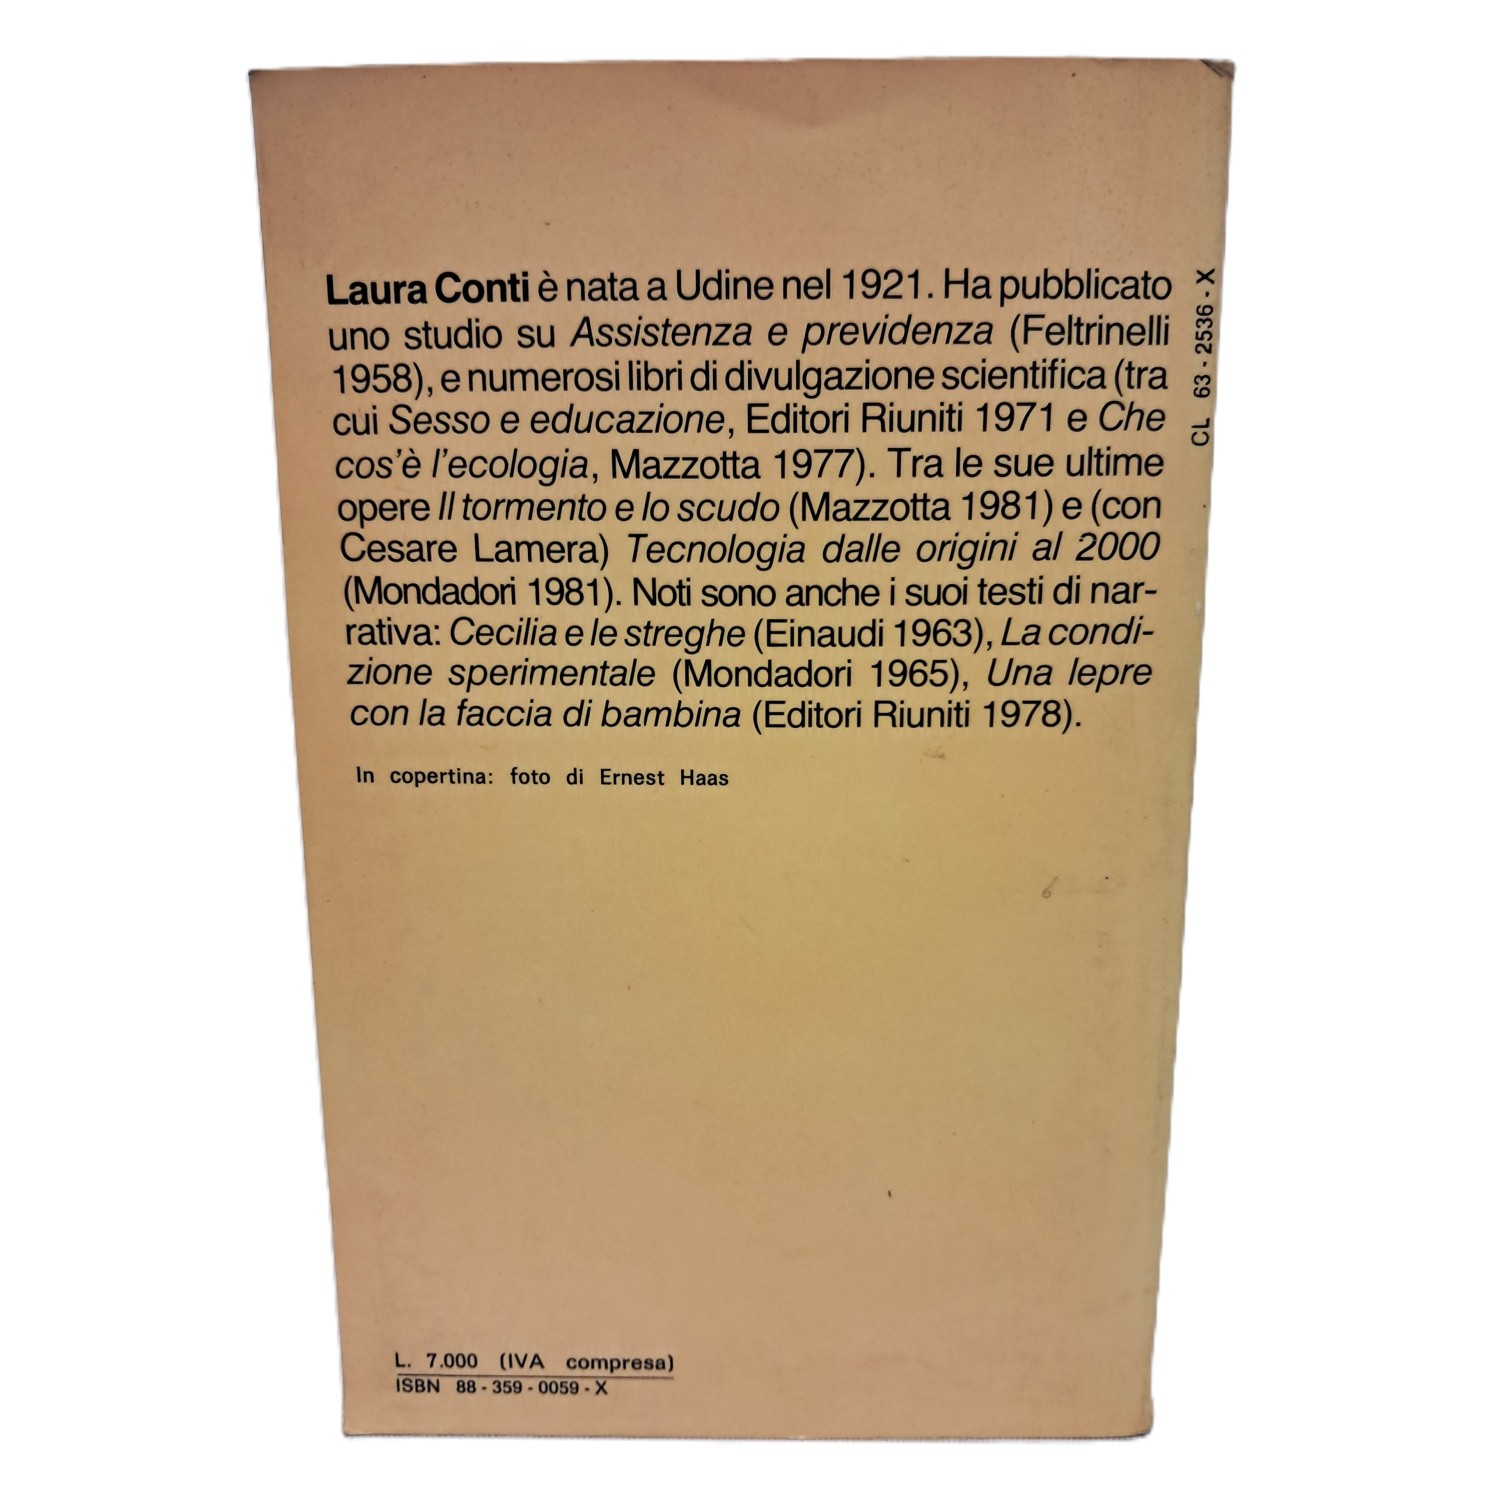 Laura Conti è nata a Udine nel 1921. Ha pubblicato
uno studio su Assistenza e previdenza (Feltrinelli
1958), e numerosi libri di divulgazione scientifica (tra
cui Sesso e educazione, Editori Riuniti 1971 e Che
cos'è l'ecologia, Mazzotta 1977). Tra le sue ultime
opere Il tormento e lo scudo (Mazzotta 1981) e (con
Cesare Lamera) Tecnologia dalle origini al 2000
(Mondadori 1981). Noti sono anche i suoi testi di nar-
rativa: Cecilia e le streghe (Einaudi 1963), La condi-
zione sperimentale (Mondadori 1965), Una lepre
con la faccia di bambina (Editori Riuniti 1978).
In copertina: foto di Ernest Haas
CL 63 - 2536 - X
6
L. 7.000 (IVA compresa)
ISBN 88 - 359 - 0059 - X